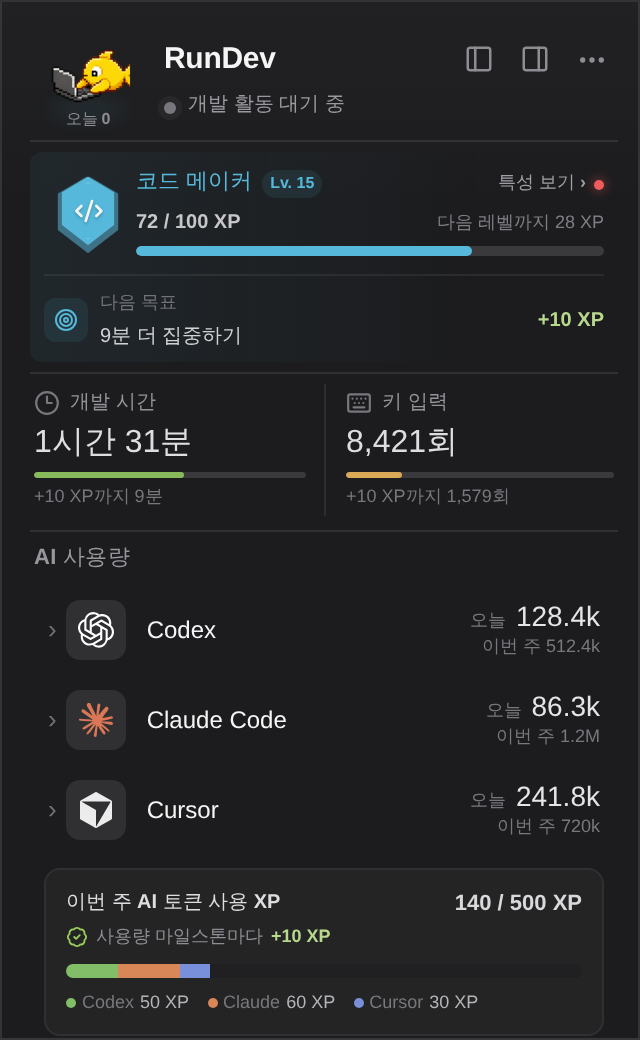 RunDev
개발 활동 대기 중
오늘 0
코드 메이커 Lv. 15 특성 보기 ›
72 / 100 XP 다음 레벨까지 28 XP
다음 목표
9분 더 집중하기 +10 XP
개발 시간
1시간 31분
+10 XP까지 9분
키 입력
8,421회
+10 XP까지 1,579회
AI 사용량
Codex 오늘 128.4k
이번 주 512.4k
Claude Code 오늘 86.3k
이번 주 1.2M
Cursor 오늘 241.8k
이번 주 720k
이번 주 AI 토큰 사용 XP 140 / 500 XP
사용량 마일스톤마다 +10 XP
Codex 50 XP Claude 60 XP Cursor 30 XP